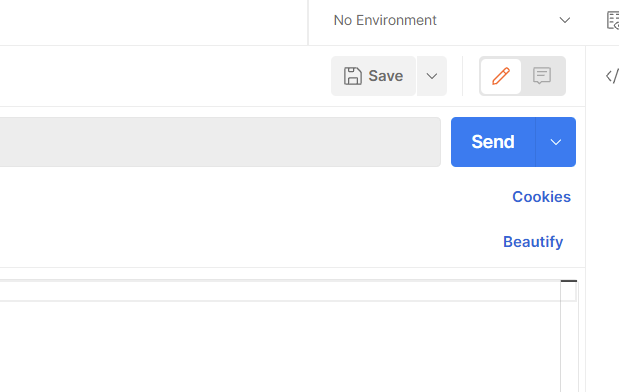 No Environment
Save
Send
Cookies
Beautify